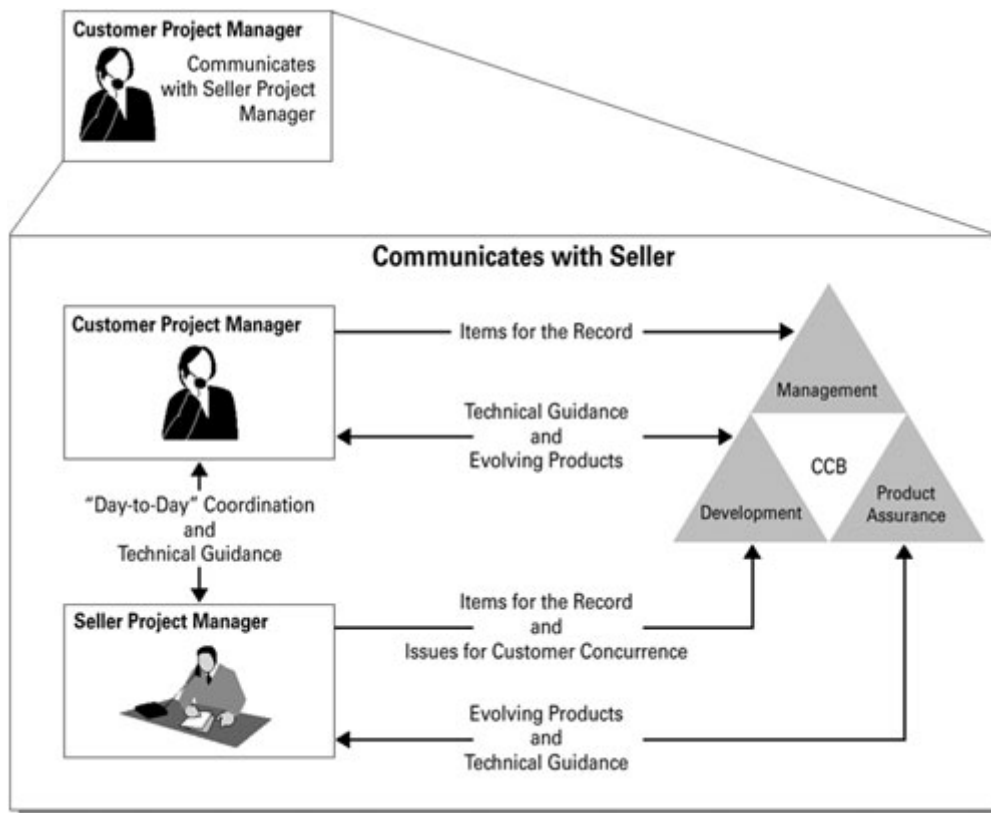 Customer Project Manager
Communicates
with Seller Project
Manager
Communicates with Seller
Customer Project Manager
Items for the Record
Management
Technical Guidance
and
Evolving Products
CCB
Development
Product
Assurance
“Day-to-Day” Coordination
and
Technical Guidance
Seller Project Manager
Items for the Record
and
Issues for Customer Concurrence
Evolving Products
and
Technical Guidance